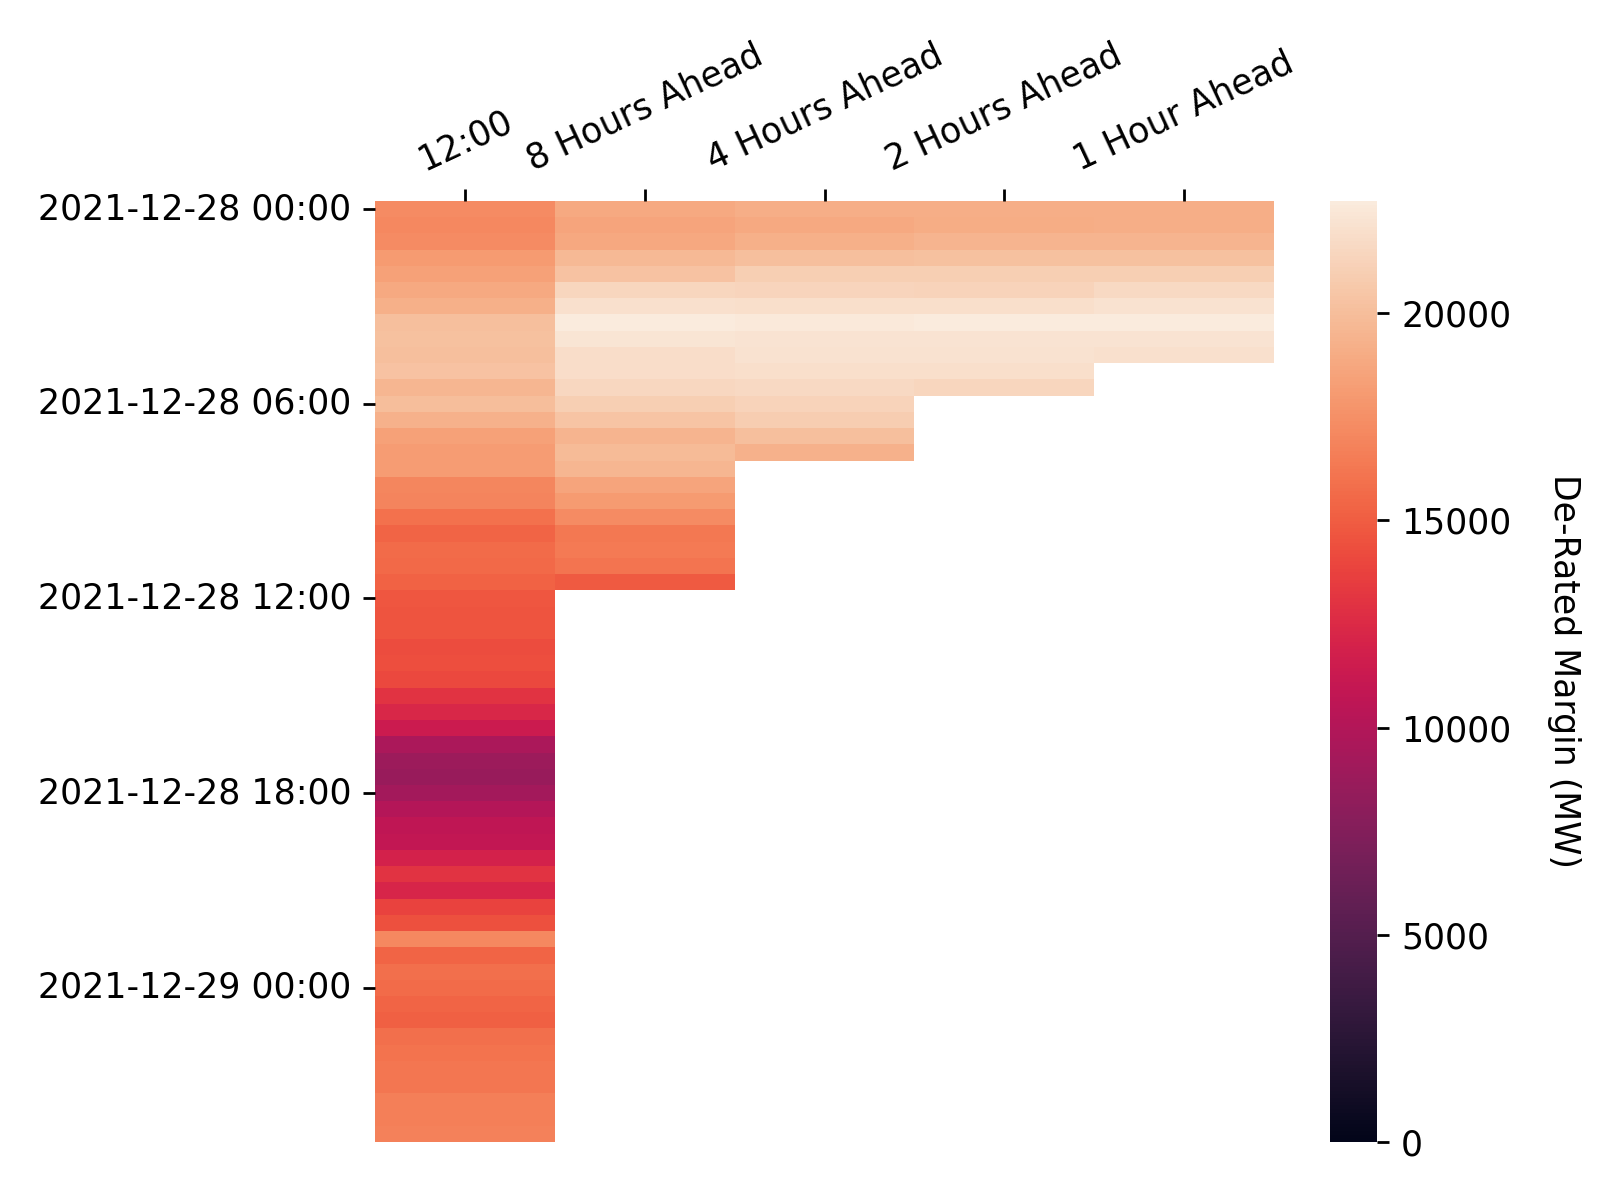 12:00
8 Hours Ahead
4 Hours Ahead
2 Hours Ahead
1 Hour Ahead
2021-12-28 00:00
2021-12-28 06:00
2021-12-28 12:00
2021-12-28 18:00
2021-12-29 00:00
20000
15000
10000
5000
0
De-Rated Margin (MW)